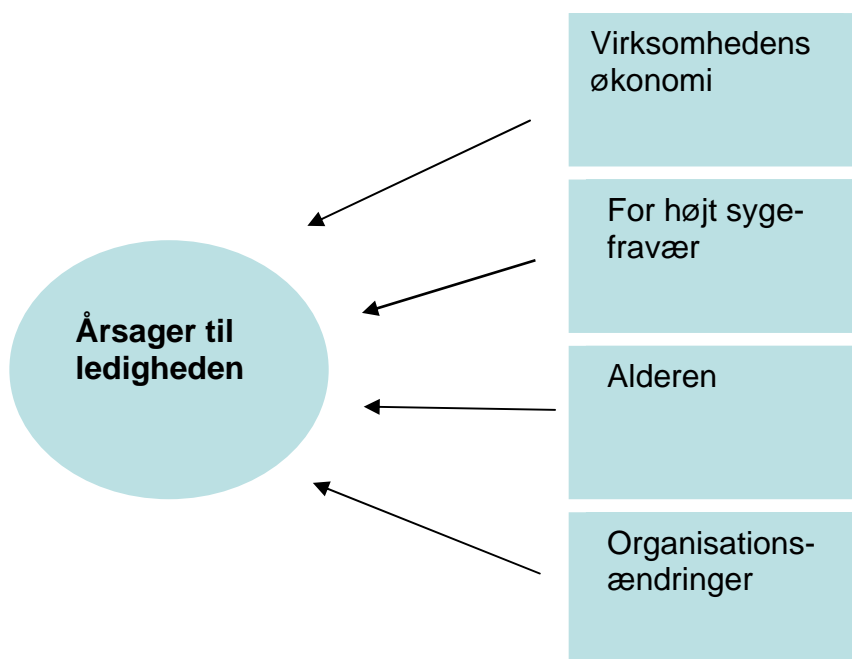 Virksomhedens
økonomi
For højt syge-
fravær
Årsager til
ledigheden
Alderen
Organisations-
ændringer